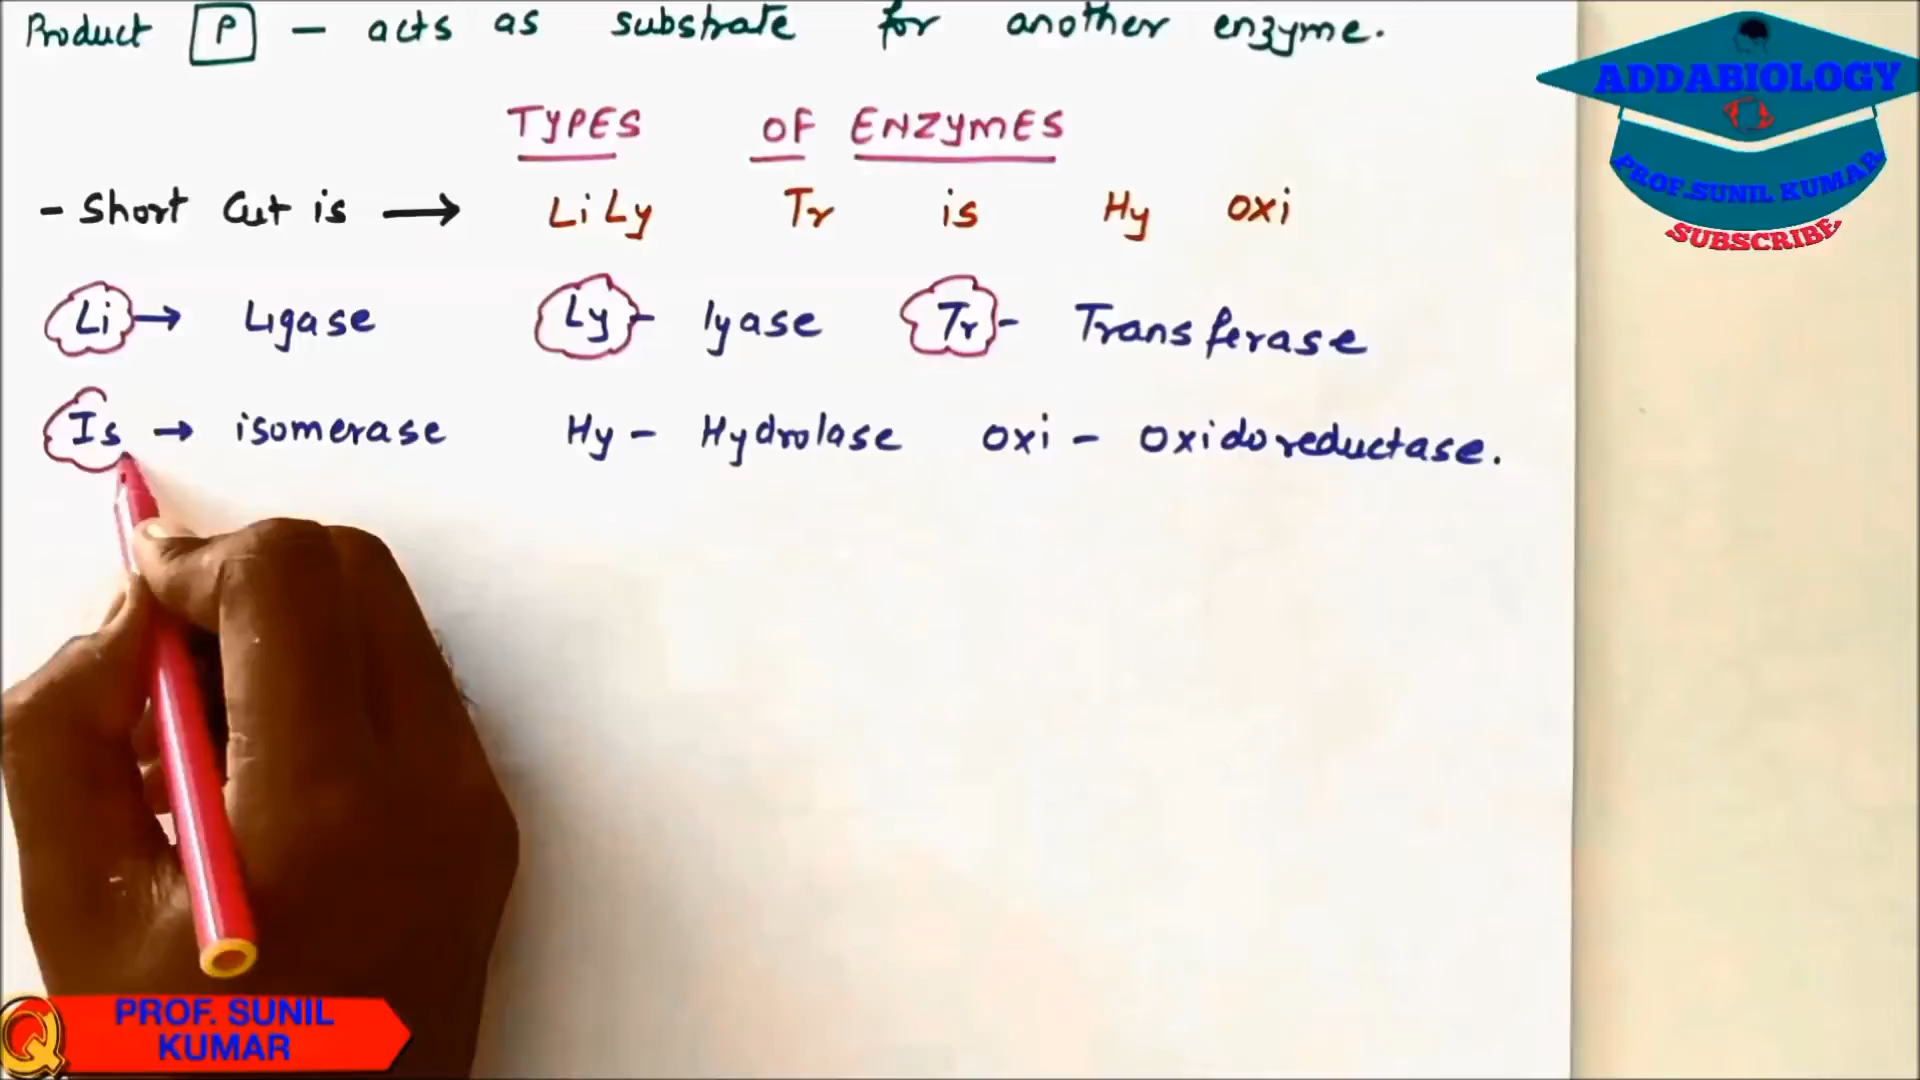 Product P - acts as substrate for another enzyme.
TYPES OF ENZYMES
- Short Cut is → LiLy Tr is Hy oxi
Li → Ligase Ly - lyase Tr - Transferase
Is → isomerase Hy - Hydrolase oxi - oxidoreductase.
ADDABIOLOGY
PROF.SUNIL KUMAR
SUBSCRIBE
PROF. SUNIL
KUMAR